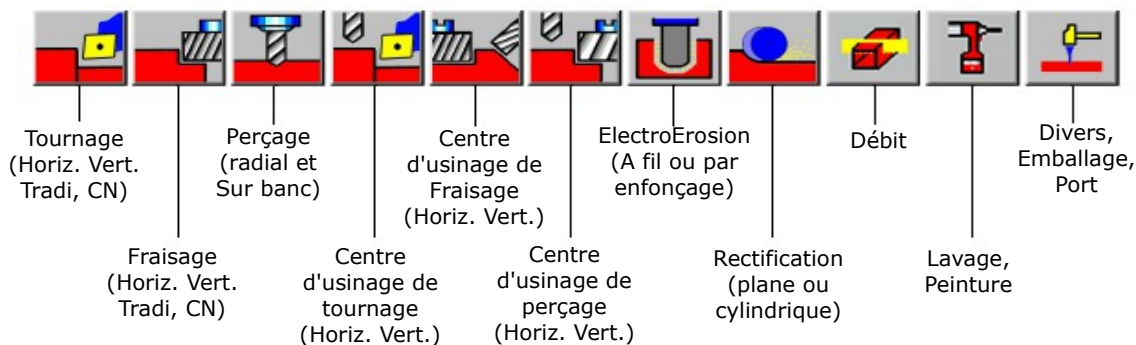 Tournage
(Horiz. Vert.
Tradi, CN)
Fraisage
(Horiz. Vert.
Tradi, CN)
Perçage
(radial et
Sur banc)
Centre
d'usinage de
tournage
(Horiz. Vert.)
Centre
d'usinage de
Fraisage
(Horiz. Vert.)
Centre
d'usinage de
perçage
(Horiz. Vert.)
ElectroErosion
(A fil ou par
enfonçage)
Rectification
(plane ou
cylindrique)
Débit
Lavage,
Peinture
Divers,
Emballage,
Port